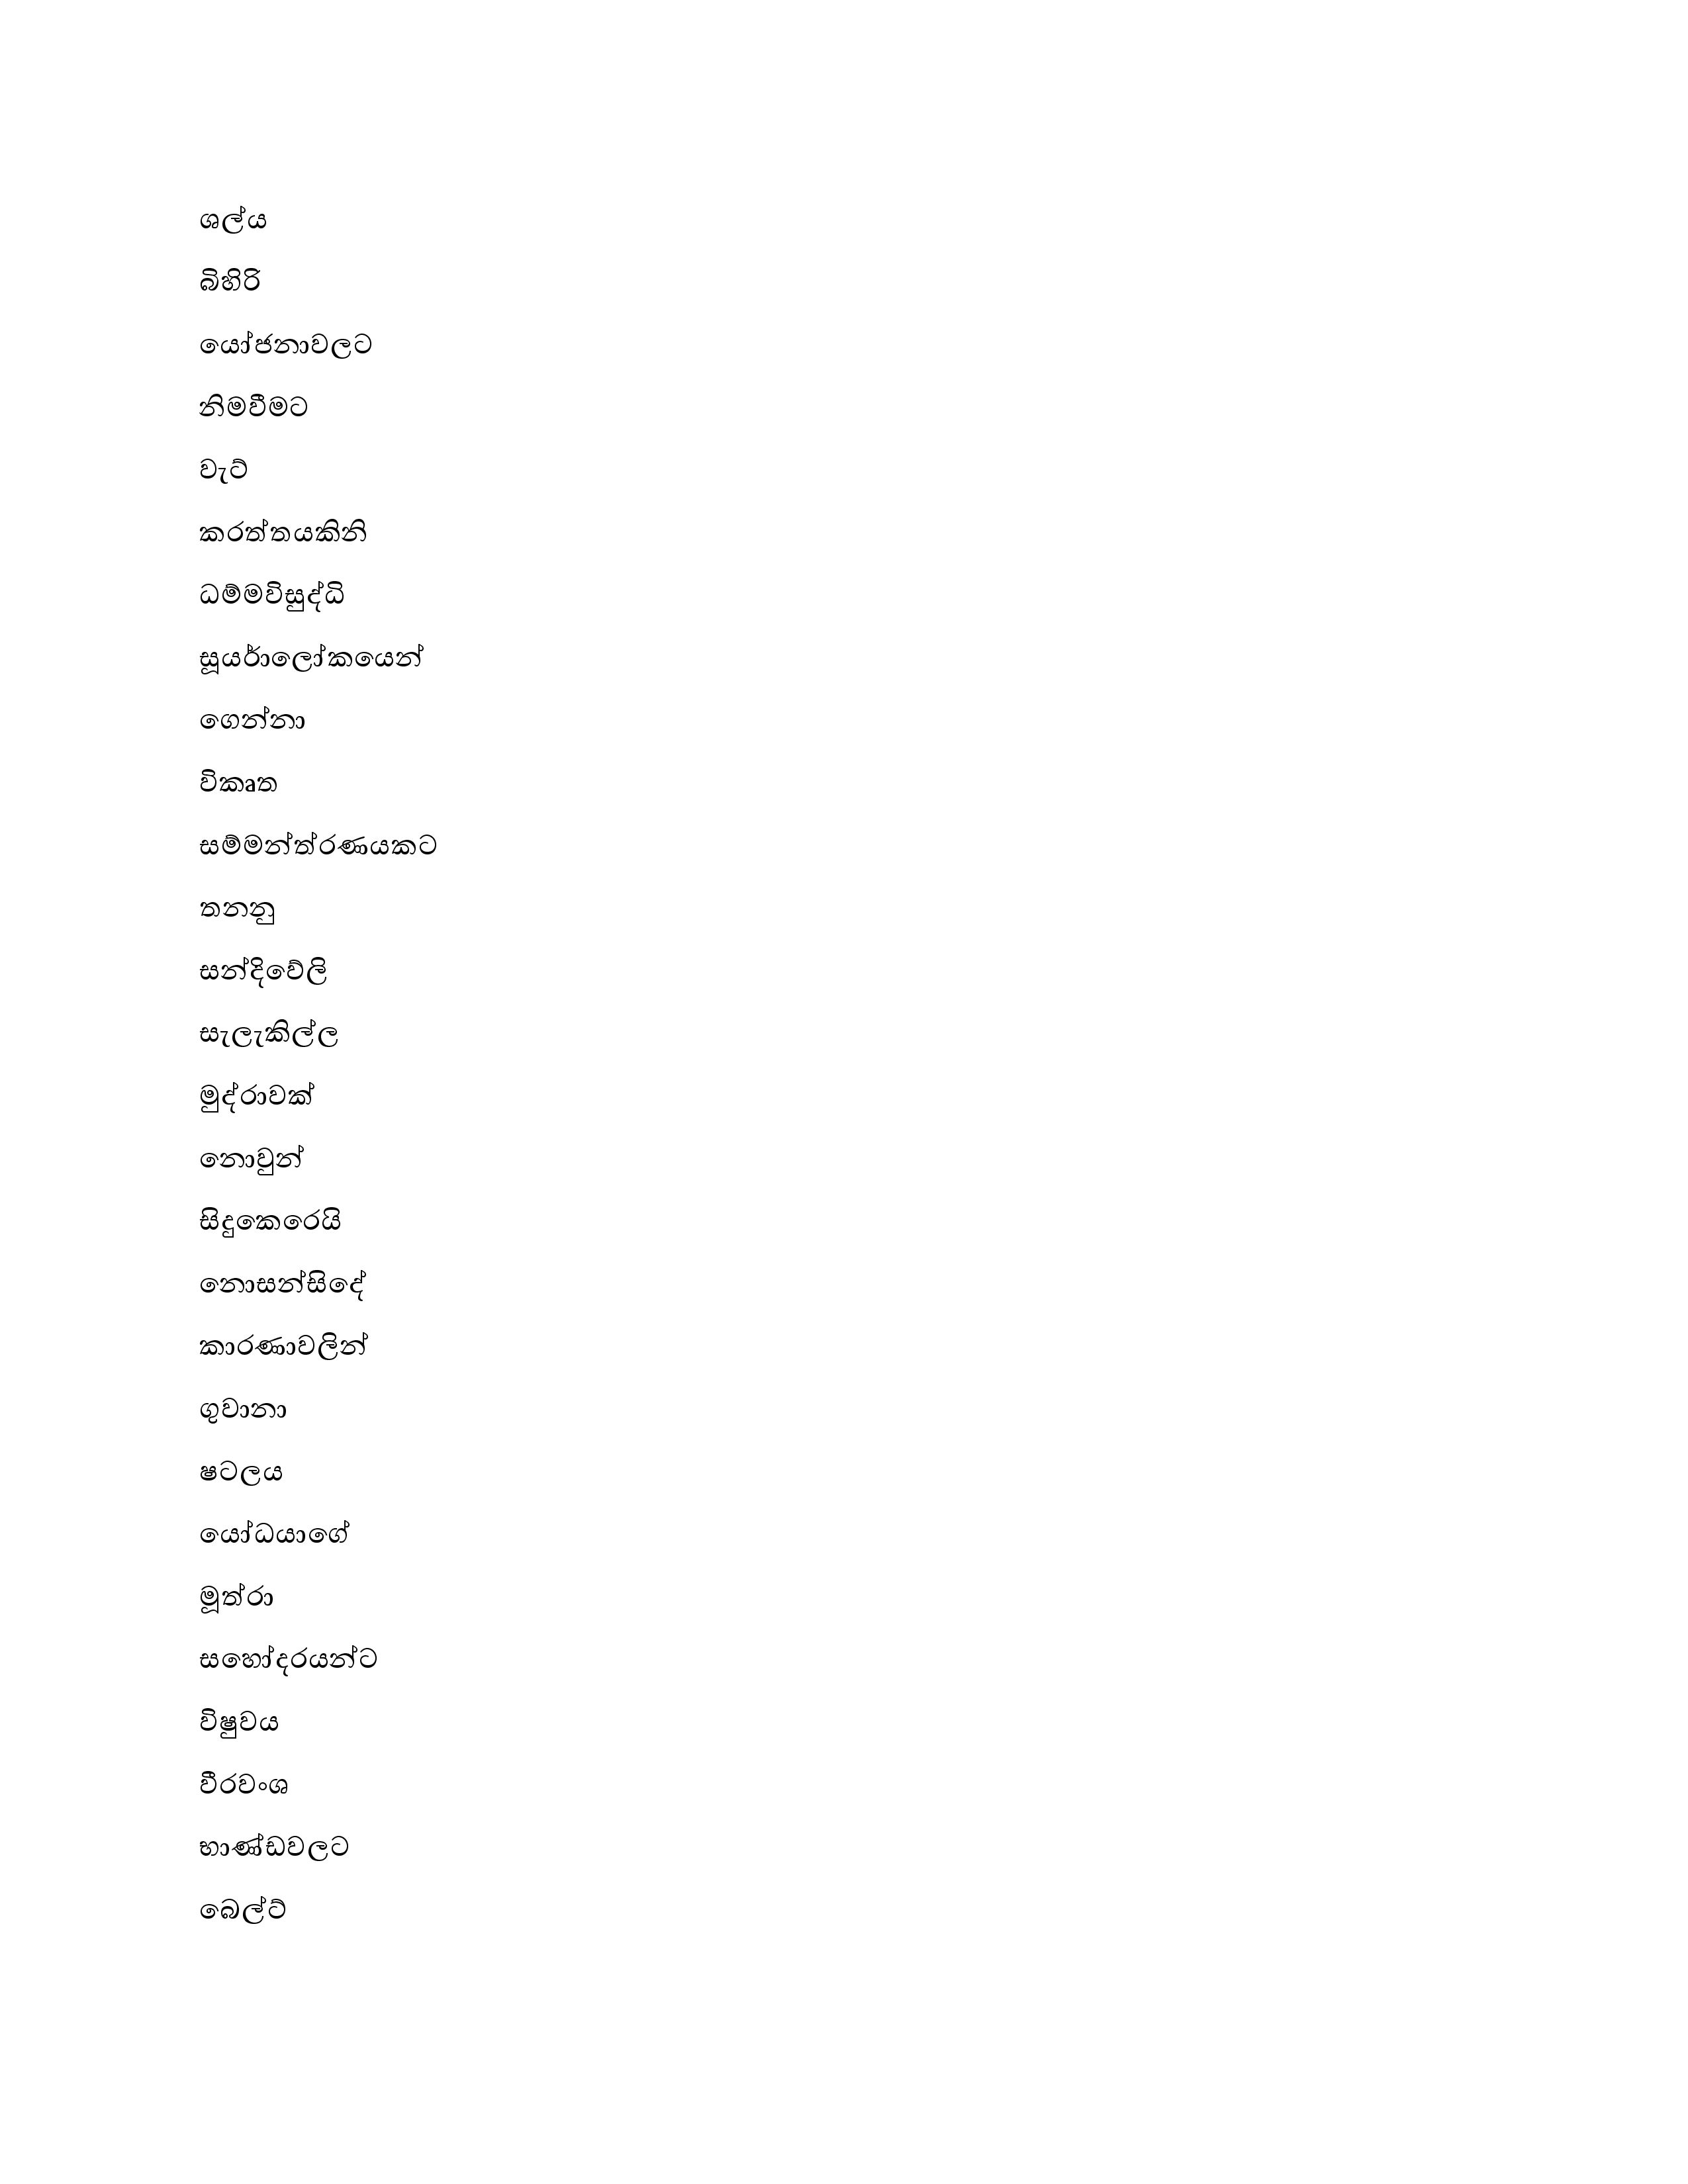 ශල්ය
බිහිරි
යෝජනාවලට
නිමවීමට
වැට්
කරත්තයකිනි
ධම්මවිසුද්ධි
සූර්‍යාලෝකයෙන්
ගෙන්නා
විකෘත
සම්මන්ත්රණයකට
තනනු
සන්දිවේලි
සැලැකිල්ල
මුද්රාවක්
නොවුන්
සිදුකෙරෙයි
නොසන්සිදේ
කාරණාවලින්
ගුවානා
ෂටලය
යෝධයාගේ
මූත්රා
සහෝදරයන්ට
විෂුවය
වීරවංශ
භාණ්ඩවලට
බෙල්ට්